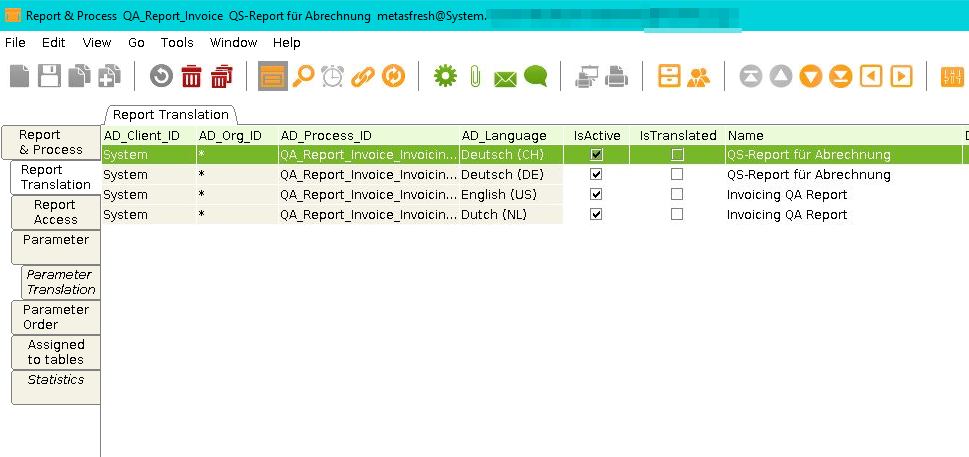 Report & Process QA_Report_Invoice QS-Report für Abrechnung metasfresh@System.
File Edit View Go Tools Window Help
Report Translation
Report
& Process
Report
Translation
Report
Access
Parameter
Parameter
Translation
Parameter
Order
Assigned
to tables
Statistics
AD_Client_ID AD_Org_ID AD_Process_ID AD_Language IsActive IsTranslated Name
System * QA_Report_Invoice_Invoicin... Deutsch (CH) QS-Report für Abrechnung
System * QA_Report_Invoice_Invoicin... Deutsch (DE) QS-Report für Abrechnung
System * QA_Report_Invoice_Invoicin... English (US) Invoicing QA Report
System * QA_Report_Invoice_Invoicin... Dutch (NL) Invoicing QA Report